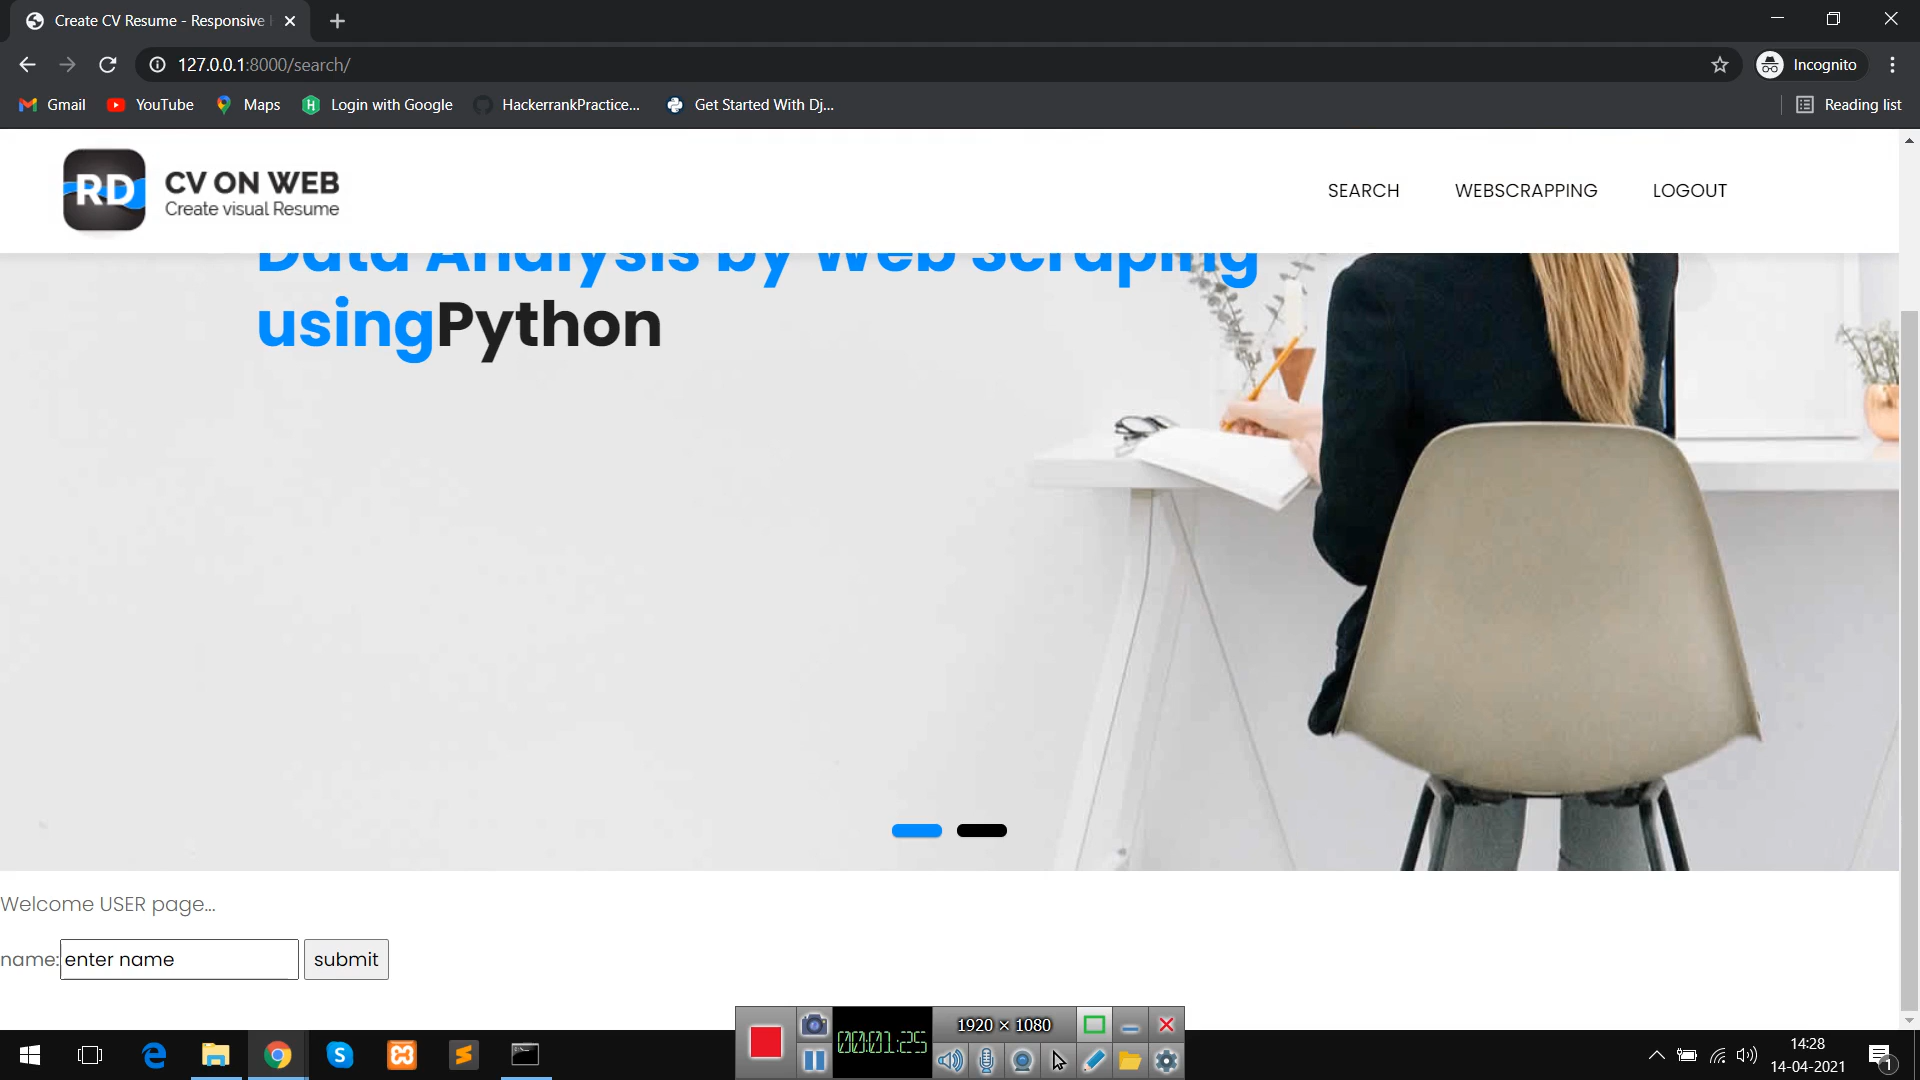 Create CV Resume - Responsive
127.0.0.1:8000/search/
Incognito
Gmail
YouTube
Maps
Login with Google
HackerrankPractice...
Get Started With Dj...
Reading list
RD
CV ON WEB
Create visual Resume
SEARCH
WEBSCRAPPING
LOGOUT
Data Analysis by Web Scraping
usingPython
Welcome USER page...
name:
enter name
submit
1920 × 1080
00:01:25
14:28
14-04-2021
1